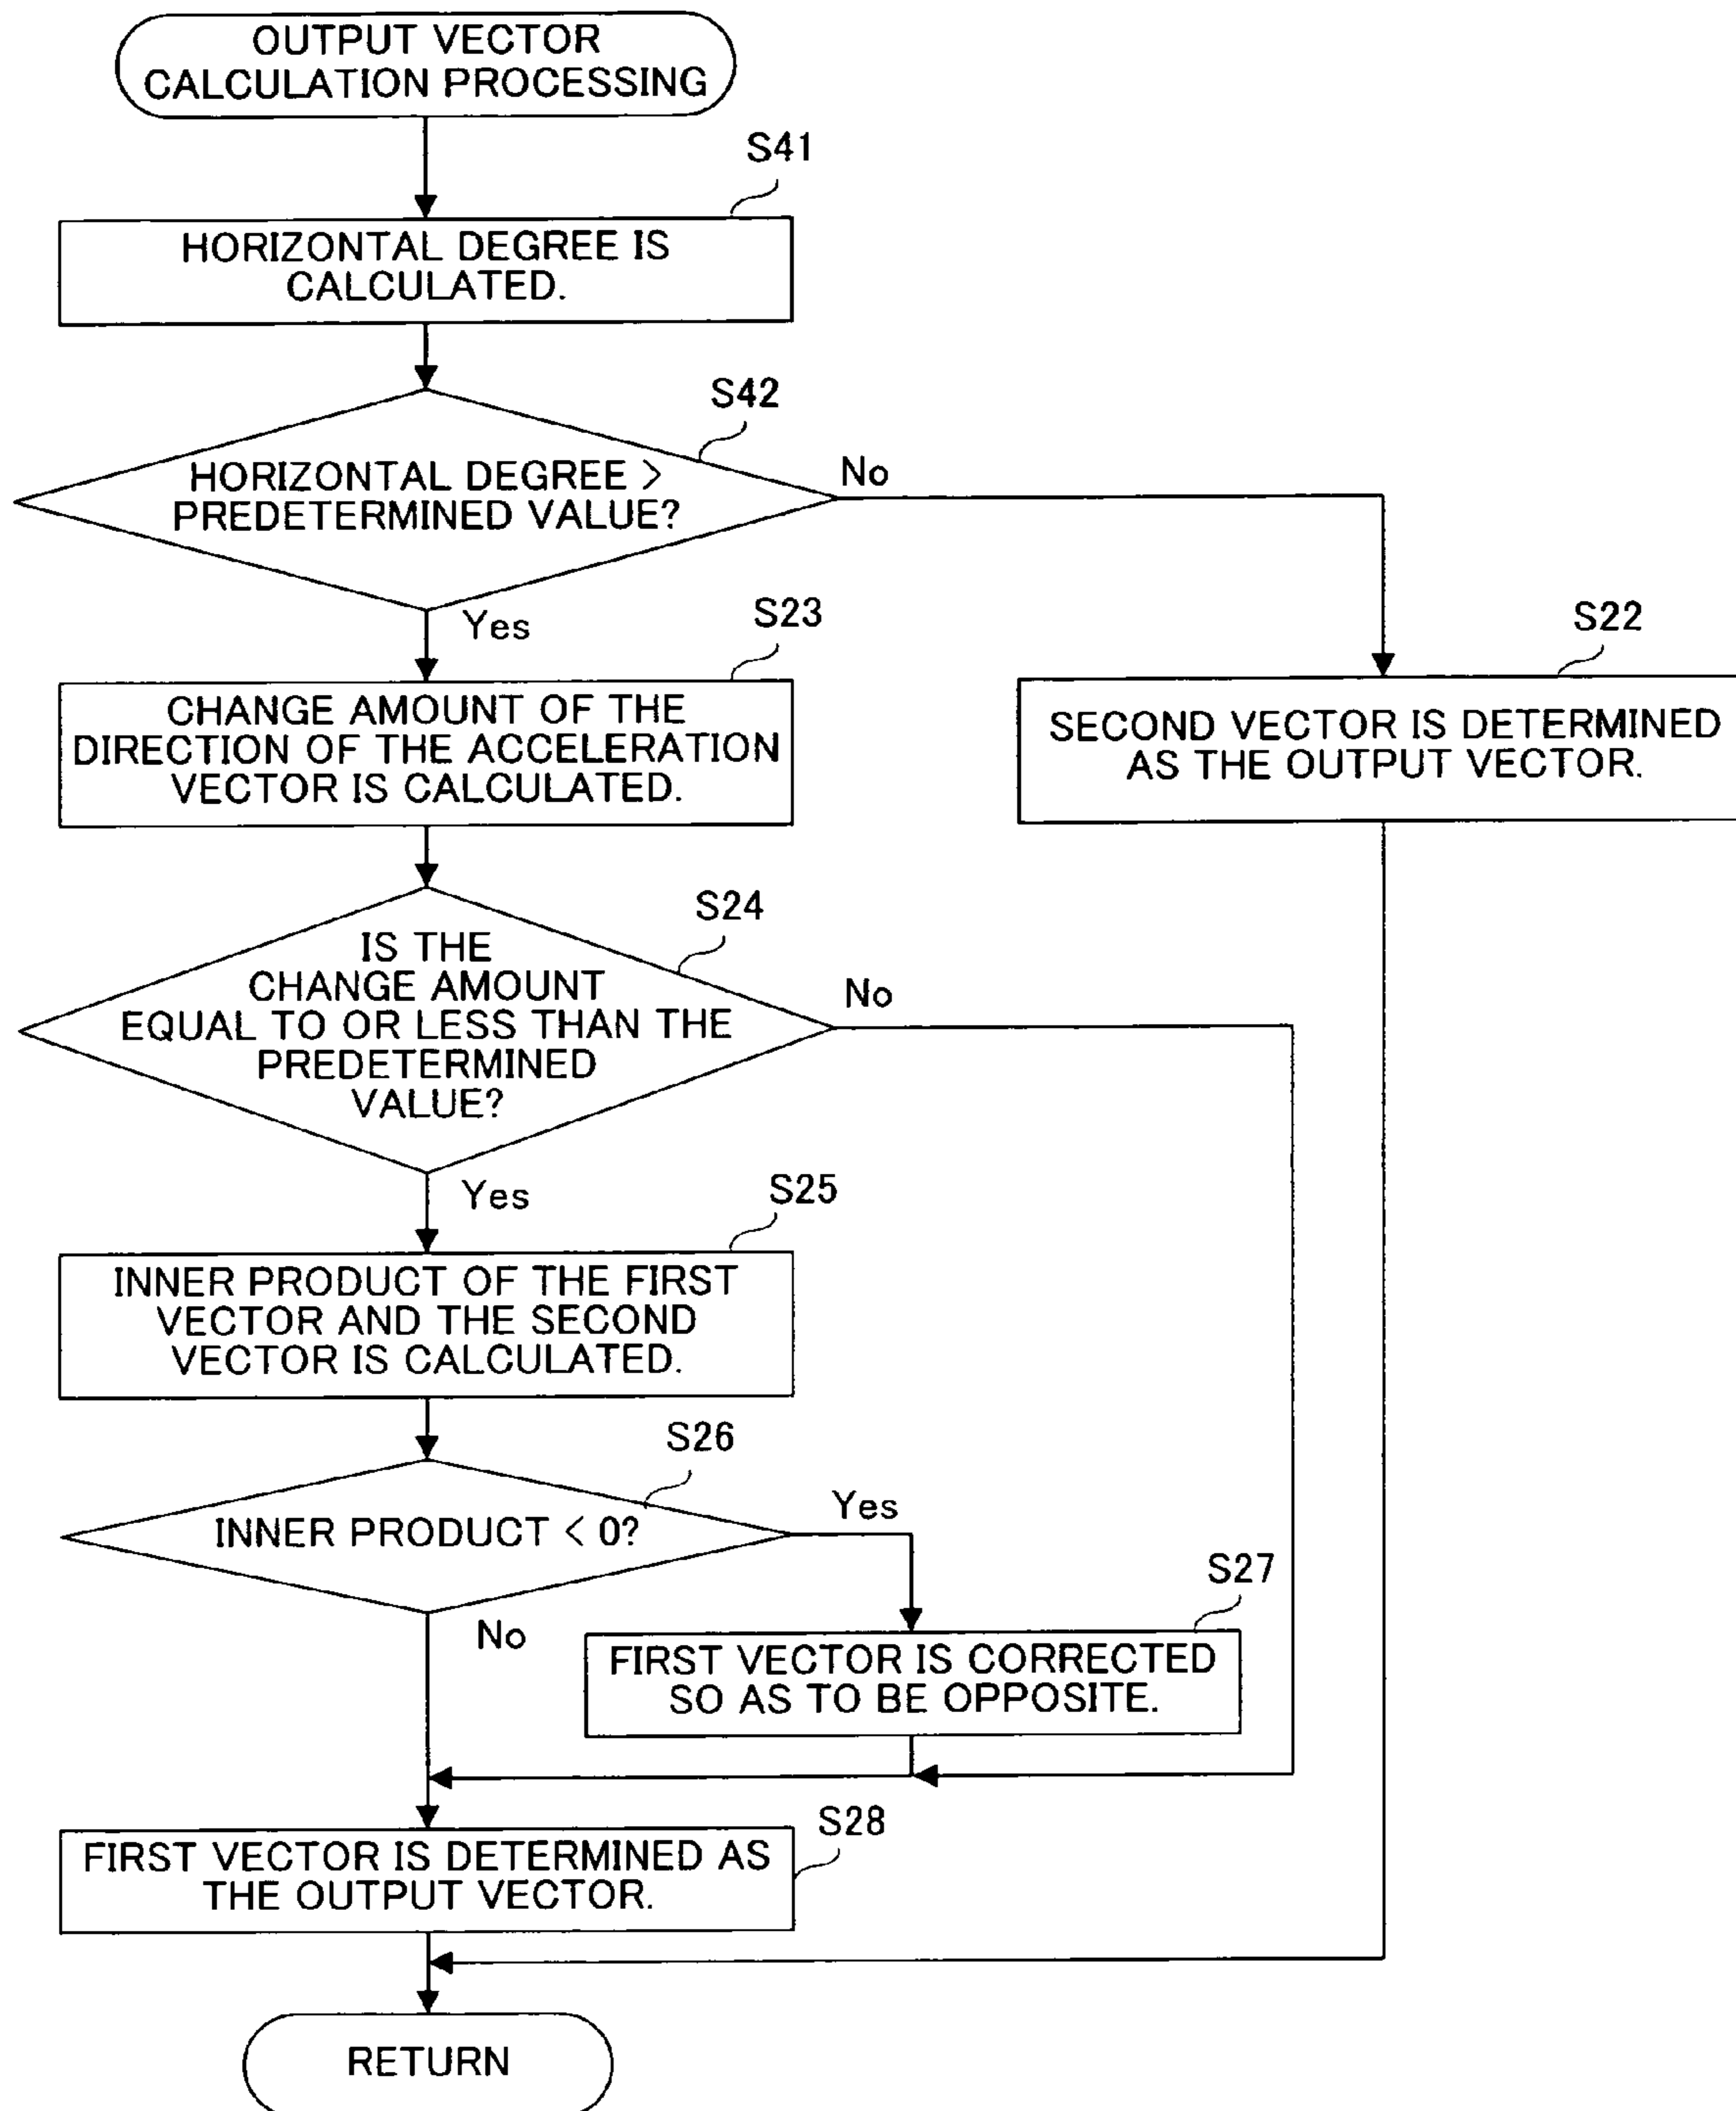 OUTPUT VECTOR
CALCULATION PROCESSING
S41
HORIZONTAL DEGREE IS
CALCULATED.
S42
HORIZONTAL DEGREE >
PREDETERMINED VALUE?
No
Yes
S23
CHANGE AMOUNT OF THE
DIRECTION OF THE ACCELERATION
VECTOR IS CALCULATED.
S22
SECOND VECTOR IS DETERMINED
AS THE OUTPUT VECTOR.
S24
IS THE
CHANGE AMOUNT
EQUAL TO OR LESS THAN THE
PREDETERMINED
VALUE?
No
Yes
S25
INNER PRODUCT OF THE FIRST
VECTOR AND THE SECOND
VECTOR IS CALCULATED.
S26
INNER PRODUCT < 0?
Yes
No
S27
FIRST VECTOR IS CORRECTED
SO AS TO BE OPPOSITE.
S28
FIRST VECTOR IS DETERMINED AS
THE OUTPUT VECTOR.
RETURN